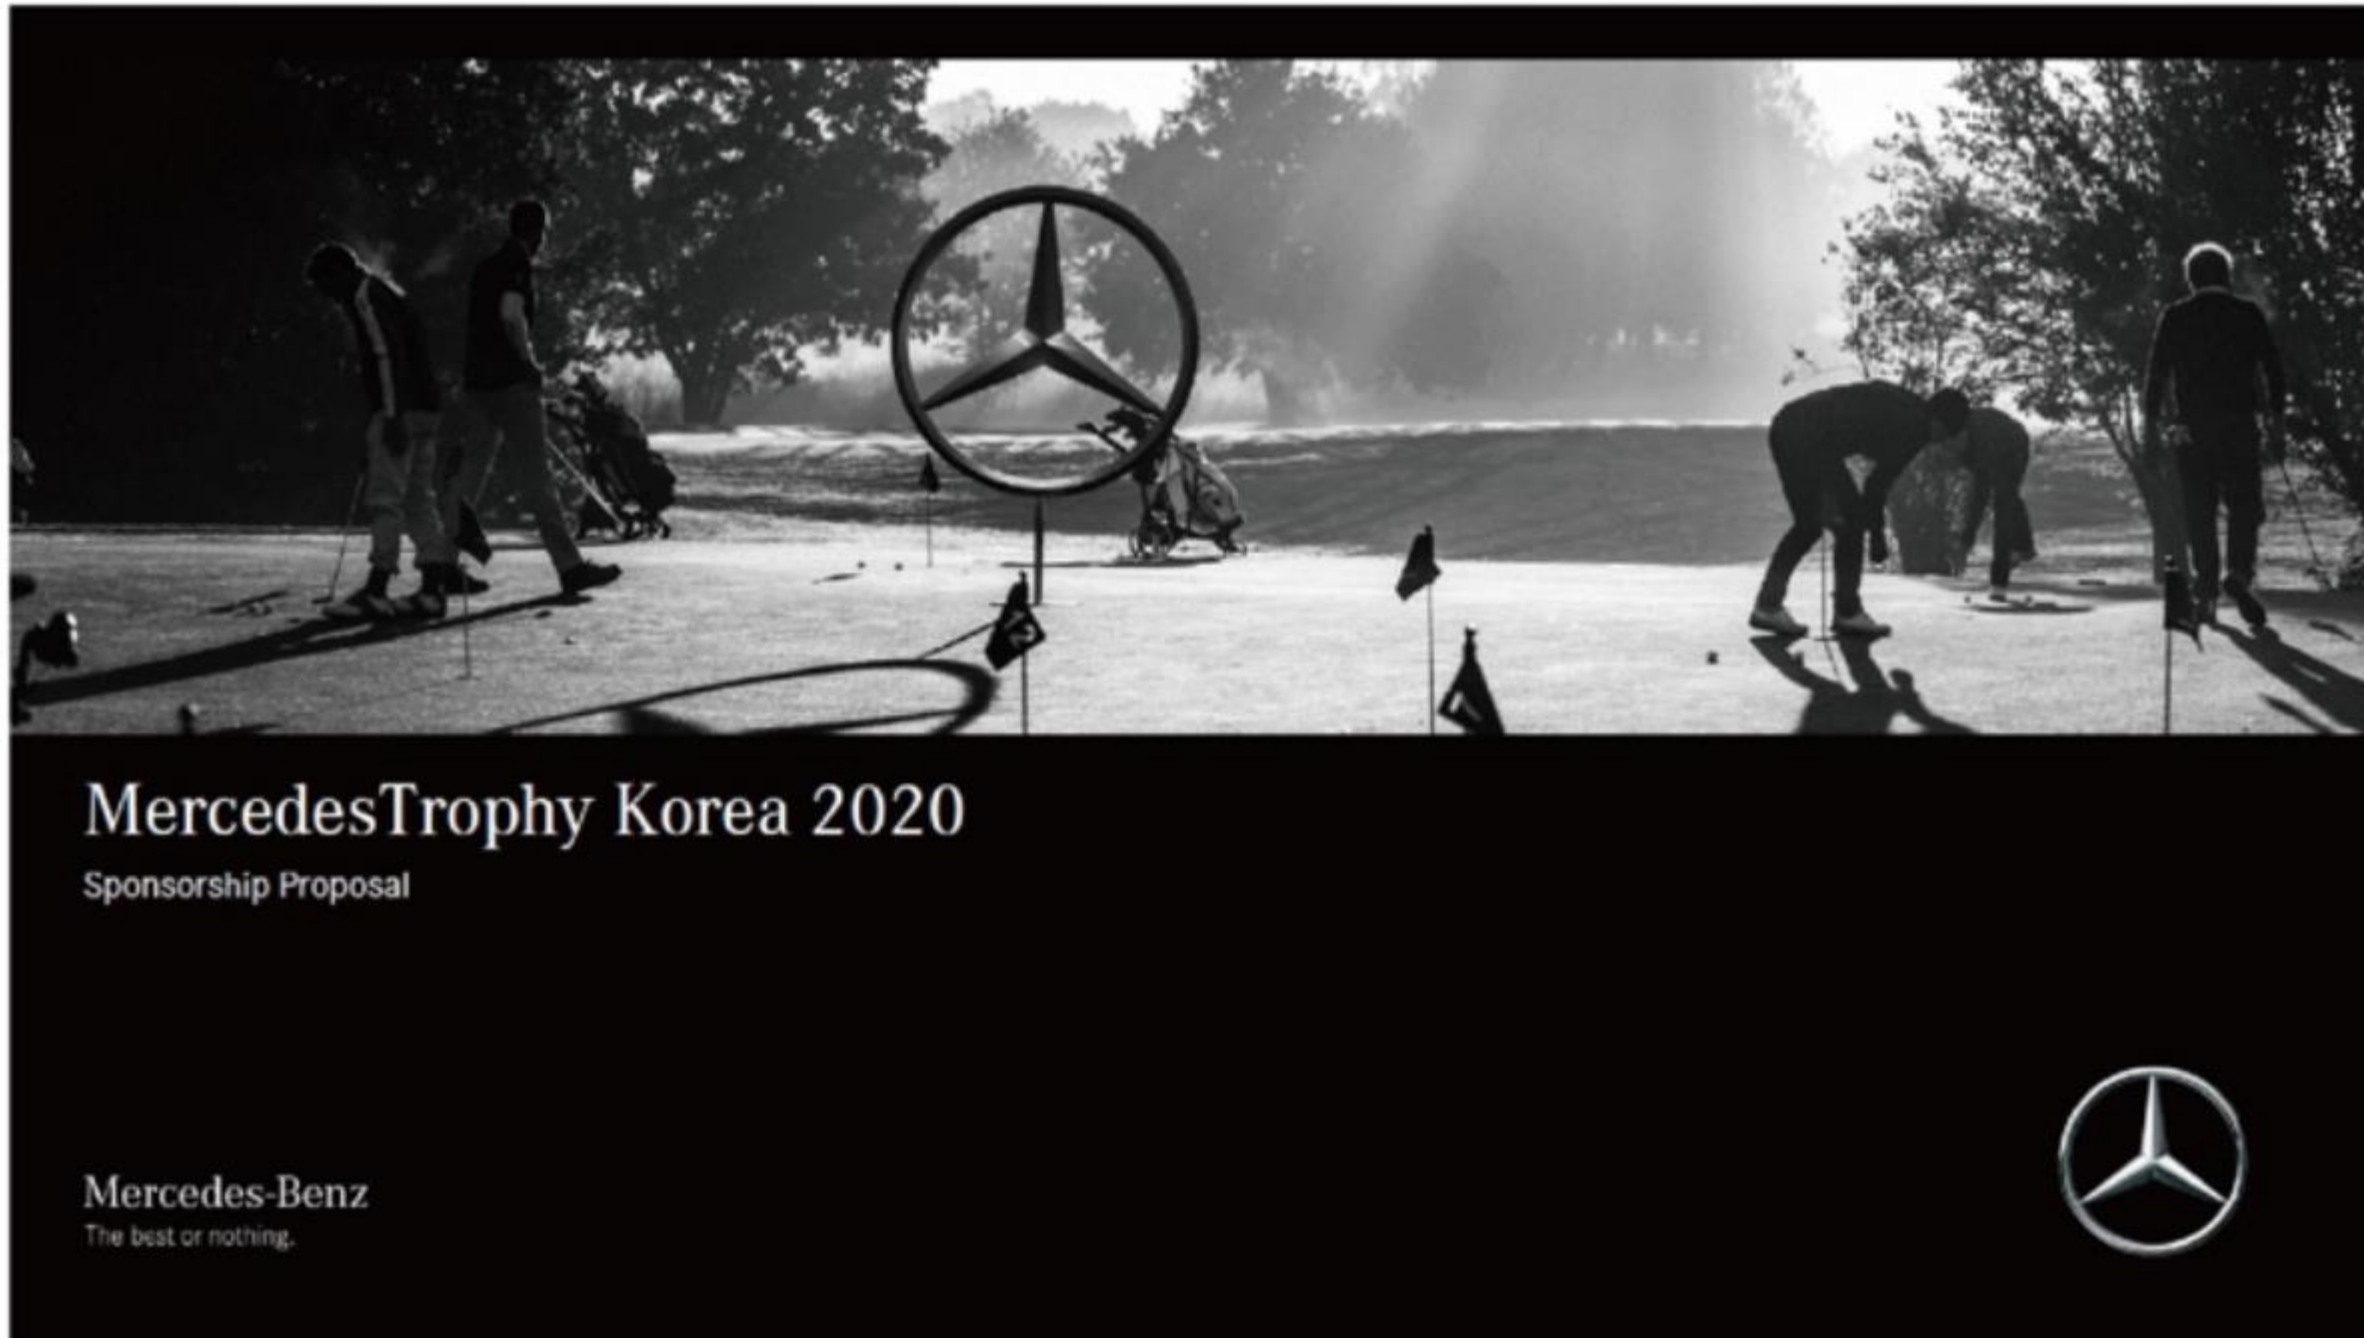 MercedesTrophy Korea 2020
Sponsorship Proposal
Mercedes-Benz
The best or nothing.